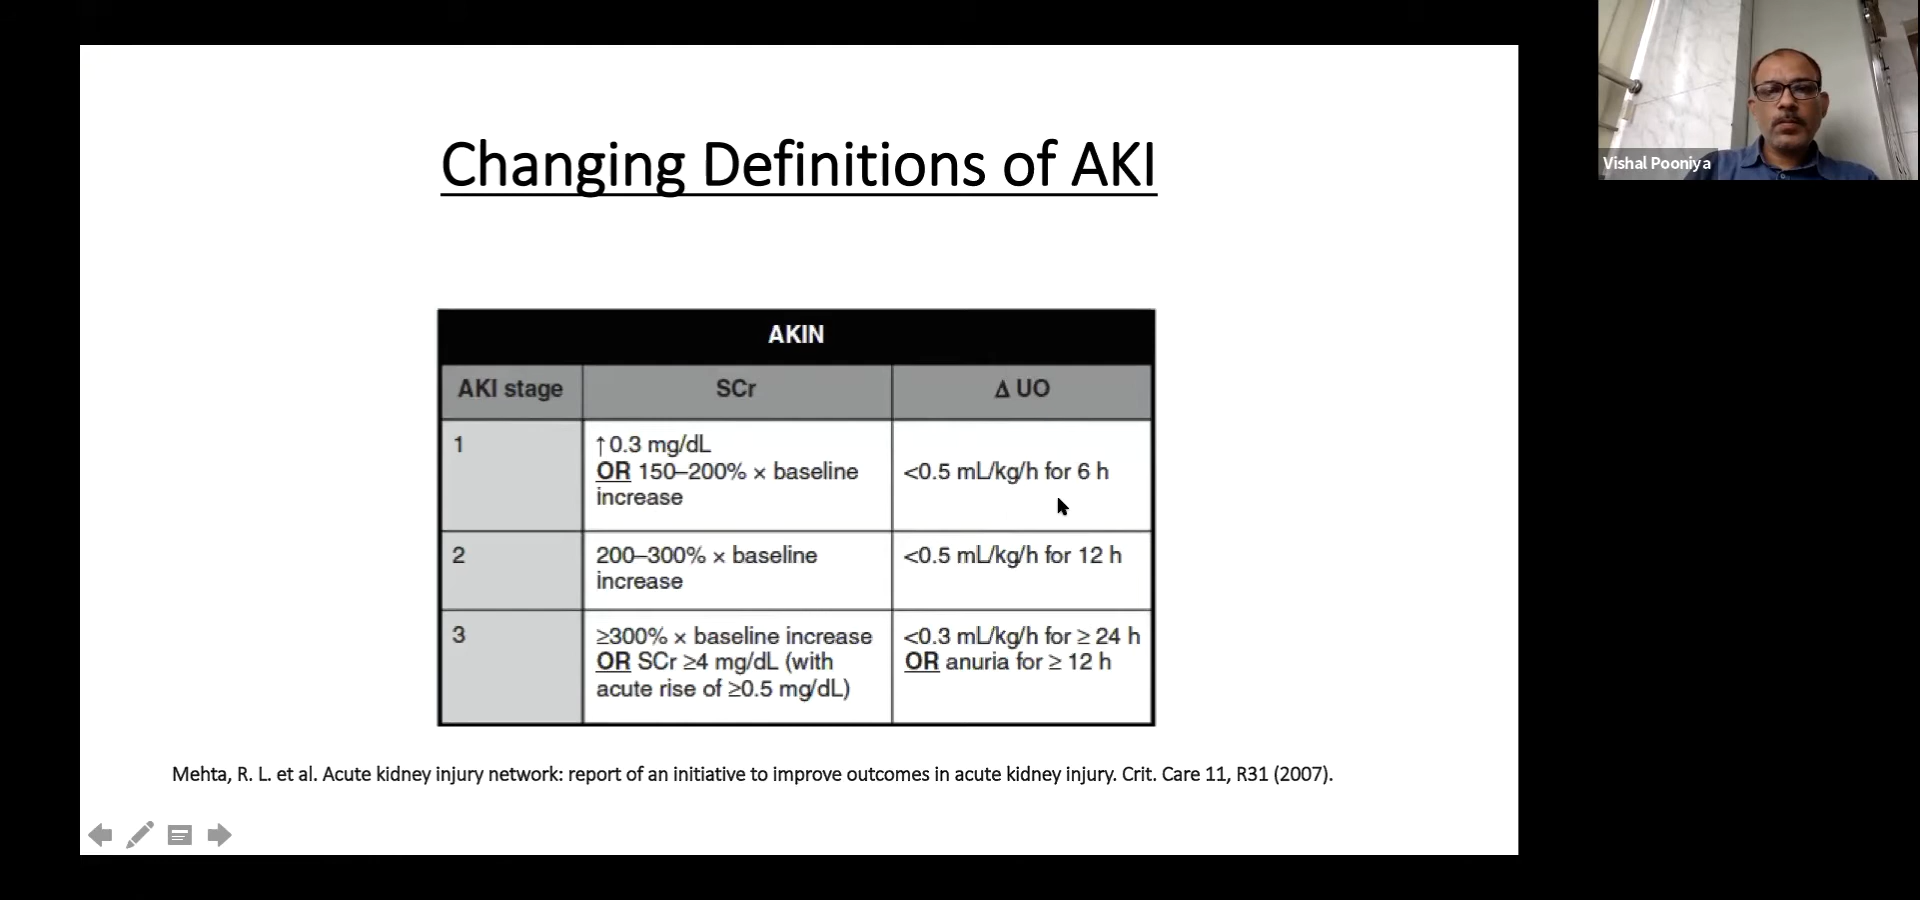 Changing Definitions of AKI
Vishal Pooniya
AKIN
AKI stage SCr Δ UO
1 ↑0.3 mg/dL
OR 150–200% × baseline <0.5 mL/kg/h for 6 h
increase
2 200–300% × baseline <0.5 mL/kg/h for 12 h
increase
3 ≥300% × baseline increase <0.3 mL/kg/h for ≥ 24 h
OR SCr ≥4 mg/dL (with OR anuria for ≥ 12 h
acute rise of ≥0.5 mg/dL)
Mehta, R. L. et al. Acute kidney injury network: report of an initiative to improve outcomes in acute kidney injury. Crit. Care 11, R31 (2007).